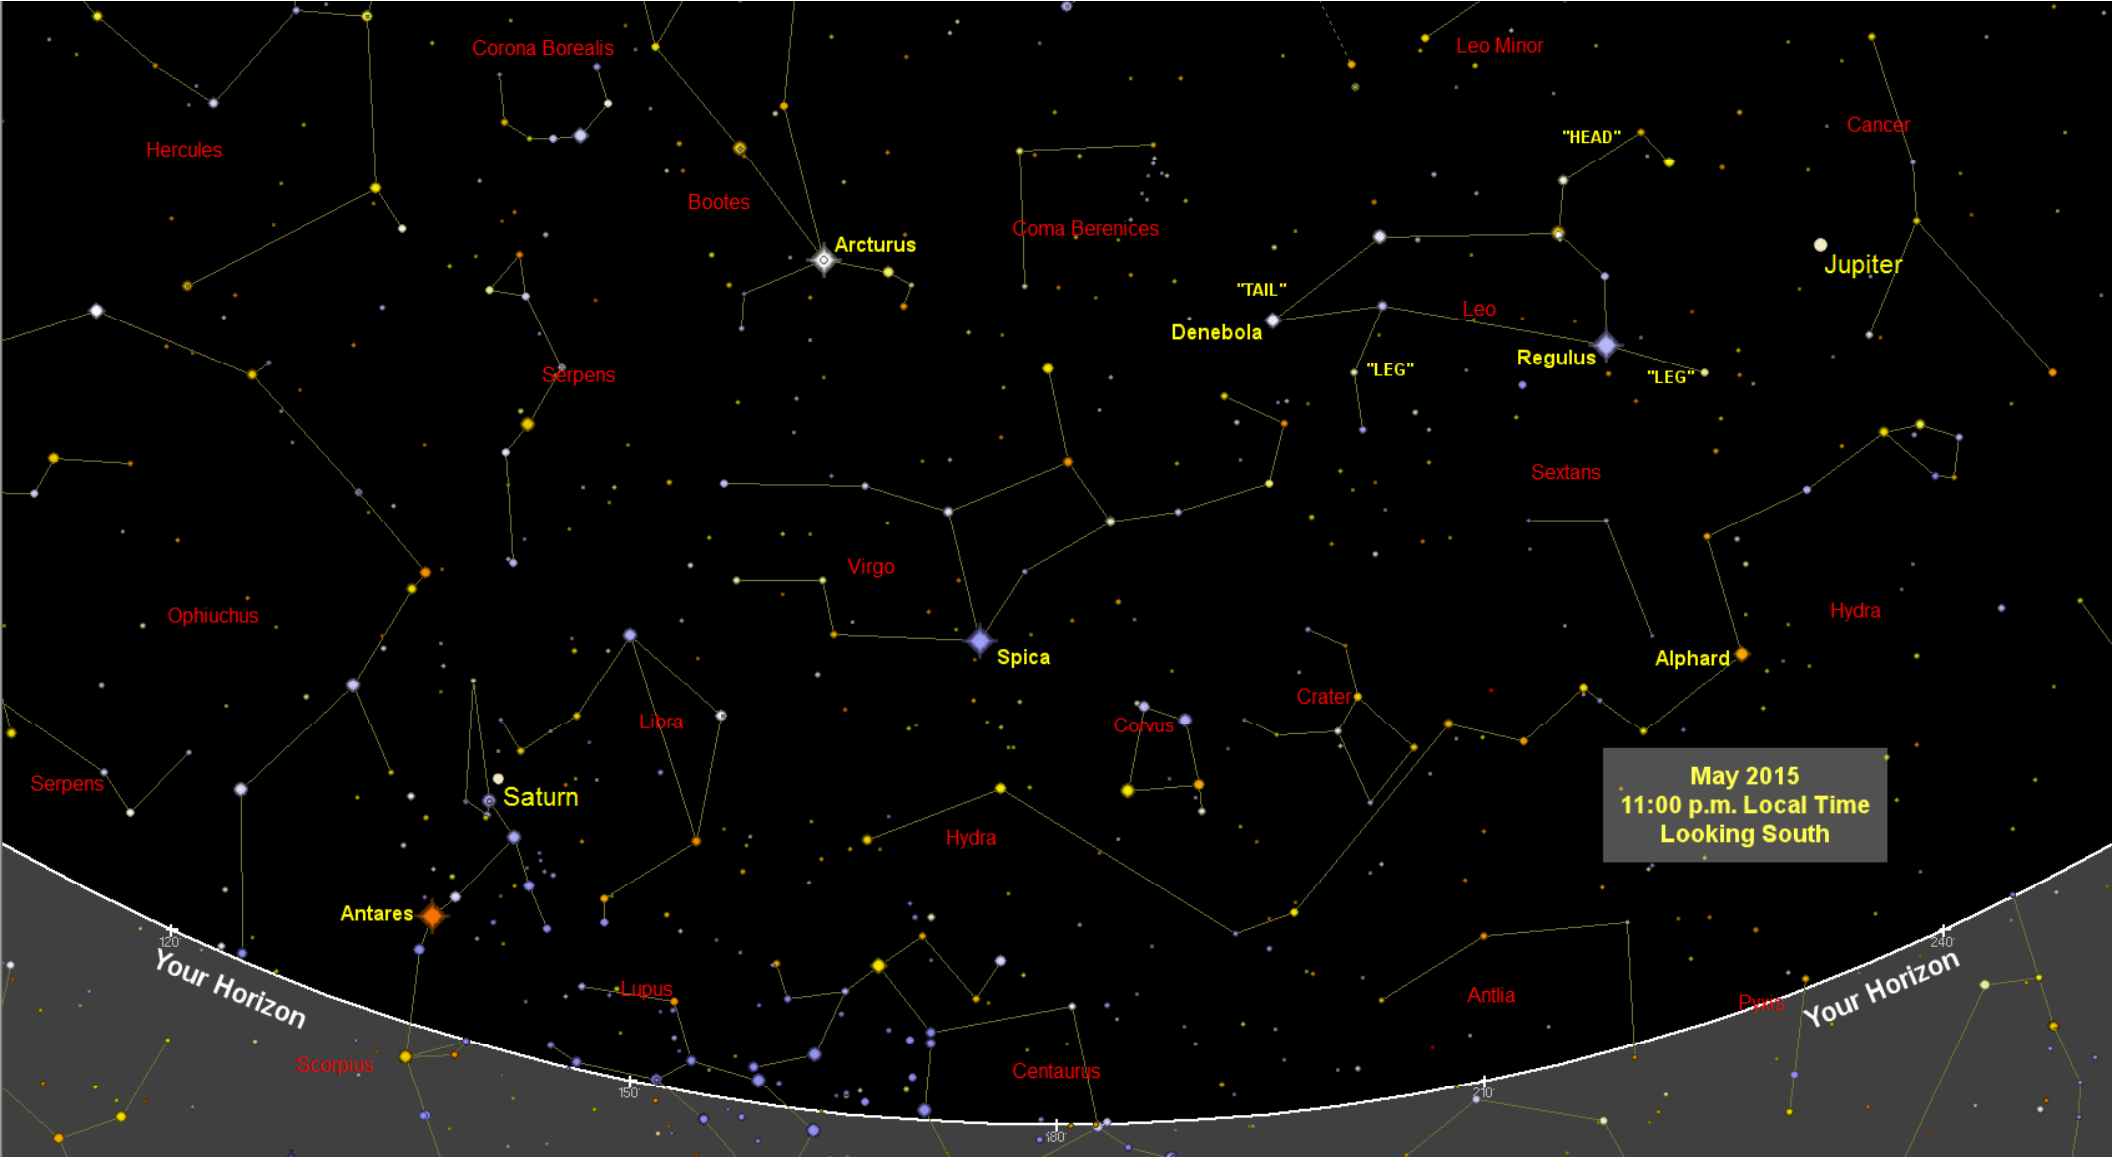 Corona Borealis
Leo Minor
Cancer
"HEAD"
Hercules
Bootes
Coma Berenices
Arcturus
Jupiter
"TAIL"
Leo
Denebola
Regulus
"LEG"
"LEG"
Serpens
Sextans
Virgo
Ophiuchus
Hydra
Spica
Alphard
Libra
Crater
Corvus
Serpens
Saturn
May 2015
11:00 p.m. Local Time
Looking South
Hydra
Antares
120°
240°
Your Horizon
Your Horizon
Lupus
Antlia
Pyxis
Scorpius
Centaurus
150°
210°
180°